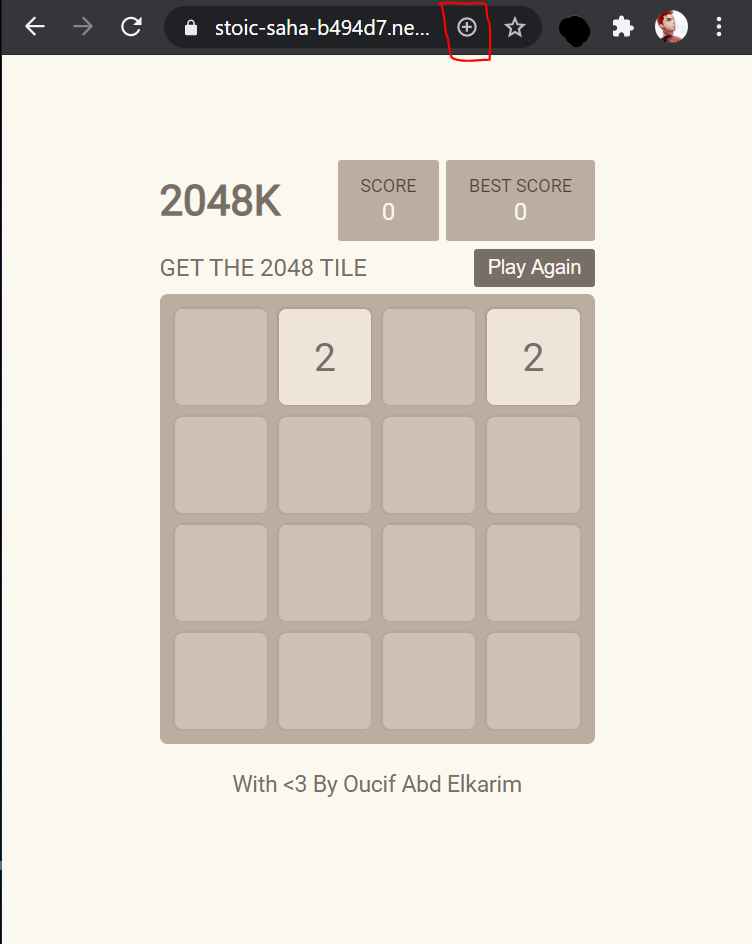 stoic-saha-b494d7.ne...
2048K
SCORE
0
BEST SCORE
0
GET THE 2048 TILE
Play Again
2 2
With <3 By Oucif Abd Elkarim